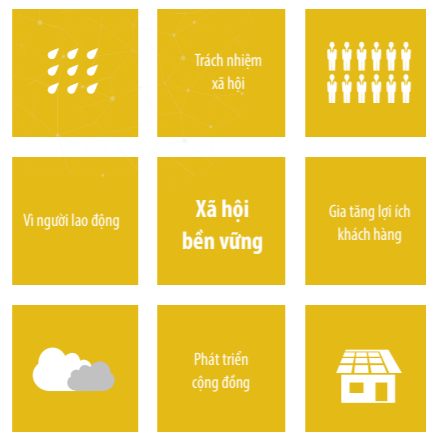 Trách nhiệm
xã hội
Vì người lao động
Xã hội
bền vững
Gia tăng lợi ích
khách hàng
Phát triển
cộng đồng